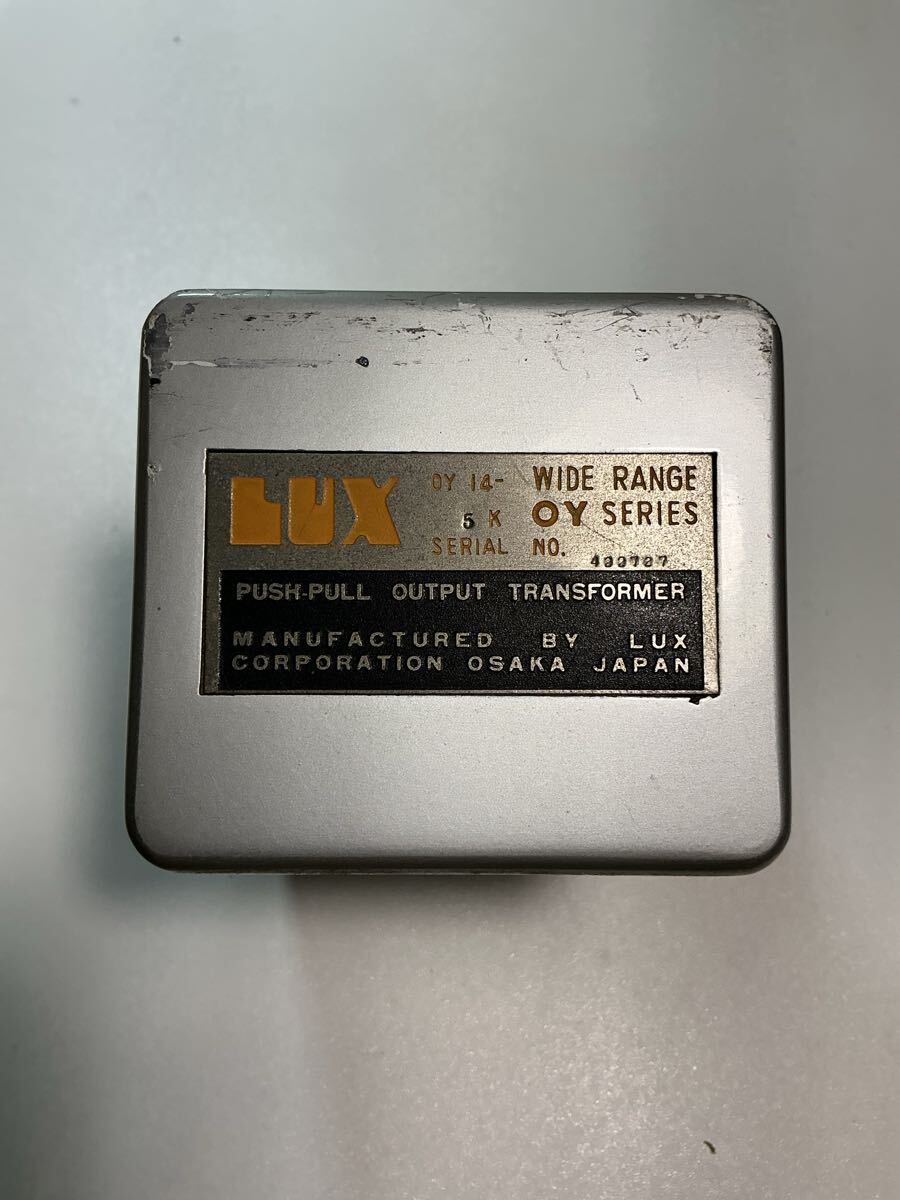 LUX
OY 14-
5 K
WIDE RANGE
OY SERIES
SERIAL NO.
PUSH-PULL OUTPUT TRANSFORMER
MANUFACTURED BY LUX
CORPORATION OSAKA JAPAN